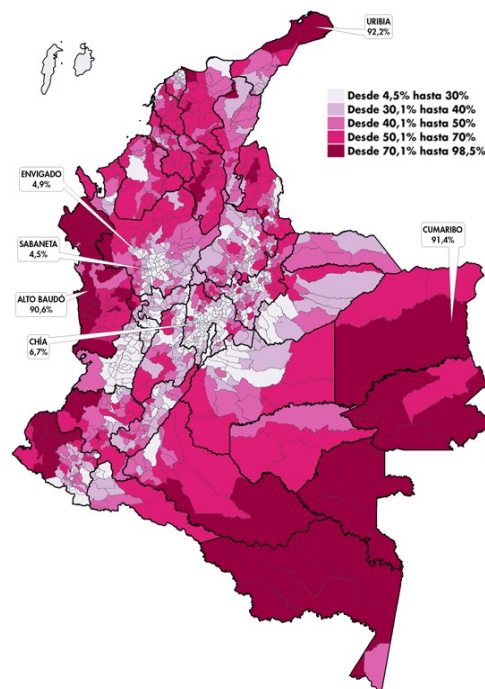 URIBIA
92,2%
Desde 4,5% hasta 30%
Desde 30,1% hasta 40%
Desde 40,1% hasta 50%
Desde 50,1% hasta 70%
Desde 70,1% hasta 98,5%
ENVIGADO
4,9%
SABANETA
4,5%
CUMARIBO
91,4%
ALTO BAUDÓ
90,6%
CHÍA
6,7%